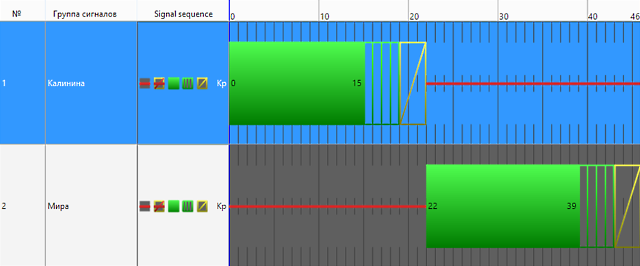 № Группа сигналов Signal sequence 0 10 20 30 40 46
1 Калинина Кр 0 15
2 Мира Кр 22 39